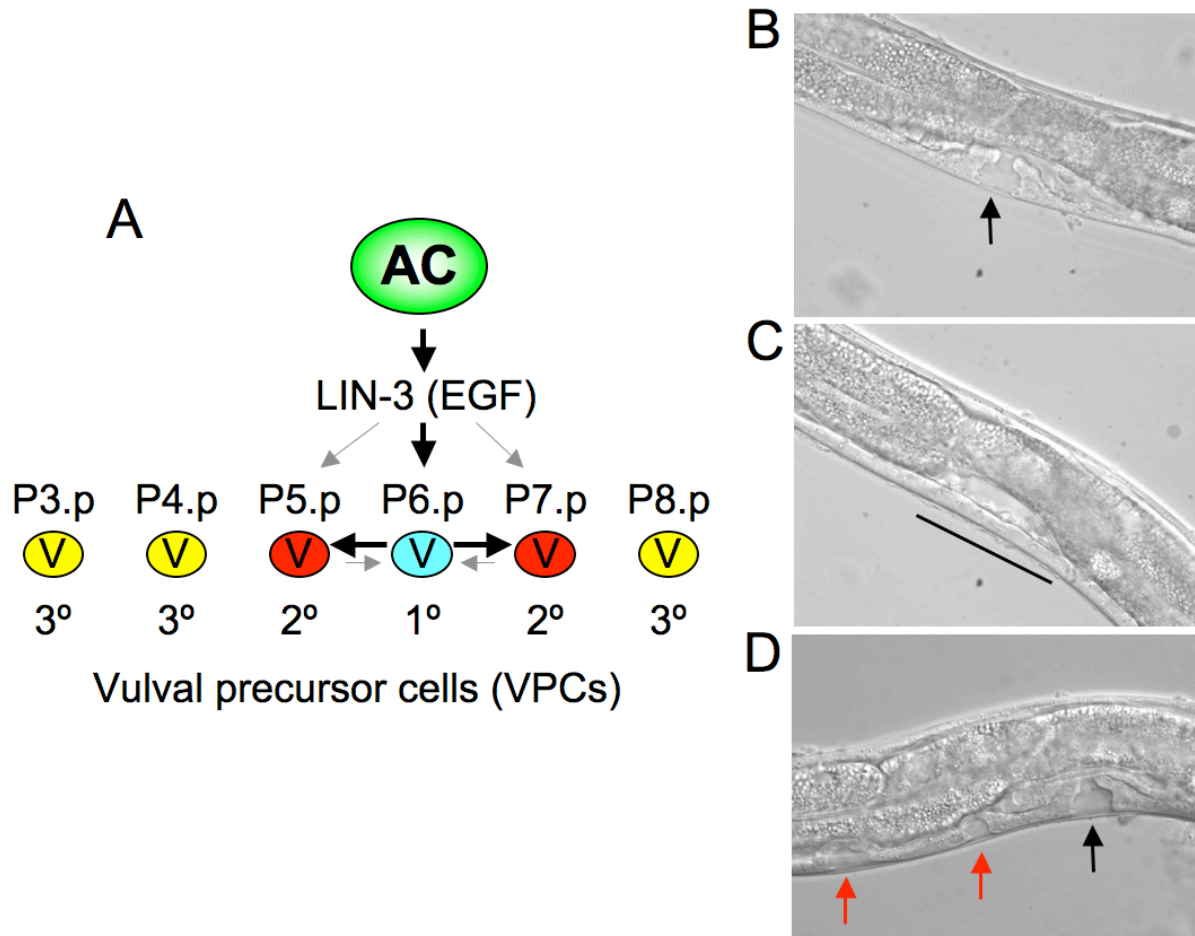 A
AC
LIN-3 (EGF)
P3.p P4.p P5.p P6.p P7.p P8.p
V V V V V V
3º 3º 2º 1º 2º 3º
Vulval precursor cells (VPCs)
B
C
D